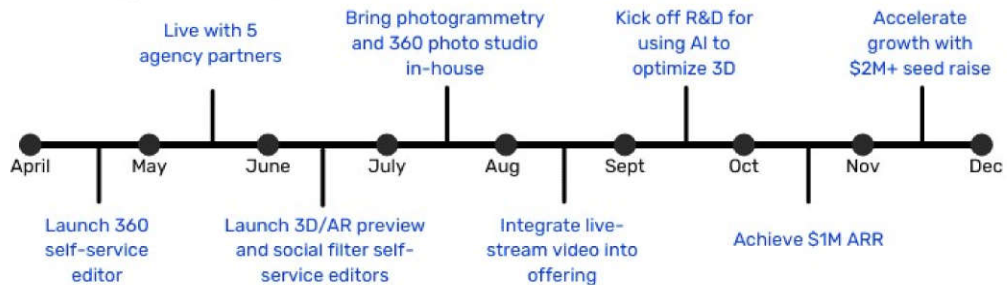 Live with 5
agency partners
Bring photogrammetry
and 360 photo studio
in-house
Kick off R&D for
using AI to
optimize 3D
Accelerate
growth with
$2M+ seed raise
April
May
June
July
Aug
Sept
Oct
Nov
Dec
Launch 360
self-service
editor
Launch 3D/AR preview
and social filter self-
service editors
Integrate live-
stream video into
offering
Achieve $1M ARR